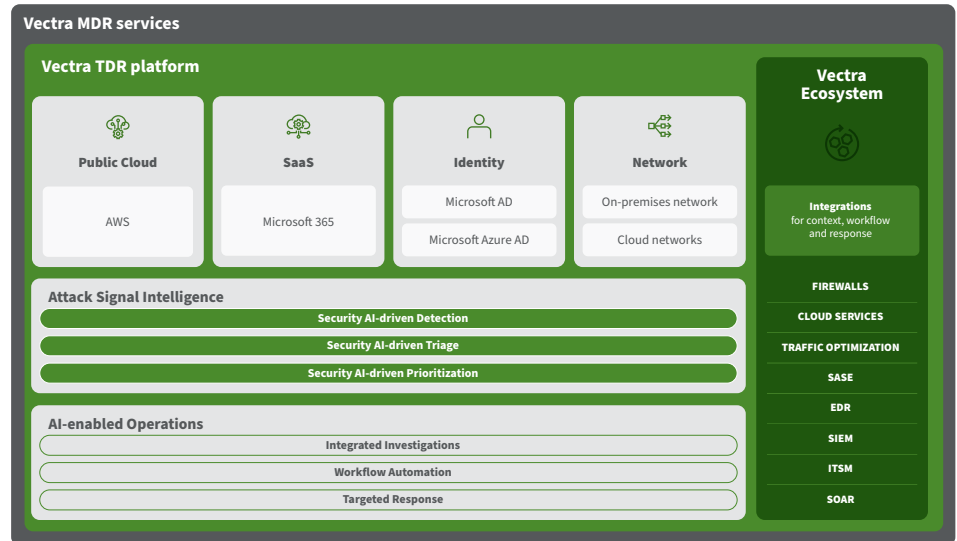 Vectra MDR services
Vectra TDR platform
Public Cloud
AWS
SaaS
Microsoft 365
Identity
Microsoft AD
Microsoft Azure AD
Network
On-premises network
Cloud networks
Attack Signal Intelligence
Security AI-driven Detection
Security AI-driven Triage
Security AI-driven Prioritization
AI-enabled Operations
Integrated Investigations
Workflow Automation
Targeted Response
Vectra
Ecosystem
Integrations
for context, workflow
and response
FIREWALLS
CLOUD SERVICES
TRAFFIC OPTIMIZATION
SASE
EDR
SIEM
ITSM
SOAR